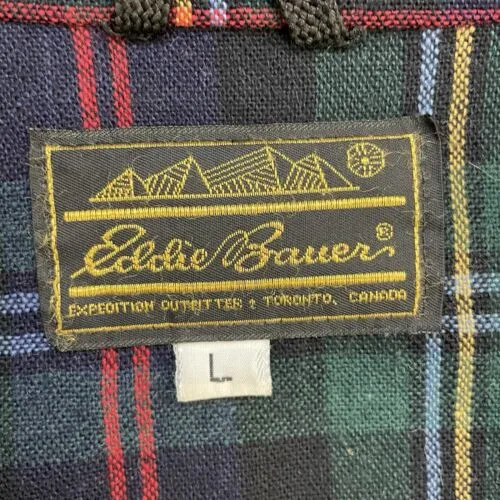 Eddie Bauer®
EXPEDITION OUTFITTER : TORONTO, CANADA
L